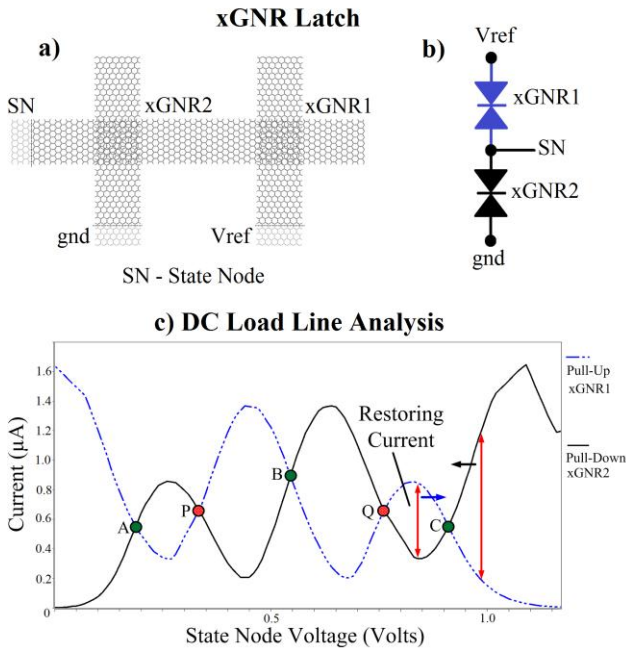 xGNR Latch
a)
SN
xGNR2
xGNR1
gnd
Vref
SN - State Node
b)
Vref
xGNR1
SN
xGNR2
gnd
c) DC Load Line Analysis
Current (μA)
1.6
1.4
1.2
1.0
0.8
0.6
0.4
0.2
0
0.5
1.0
State Node Voltage (Volts)
A
P
B
Q
C
Restoring
Current
Pull-Up
xGNR1
Pull-Down
xGNR2